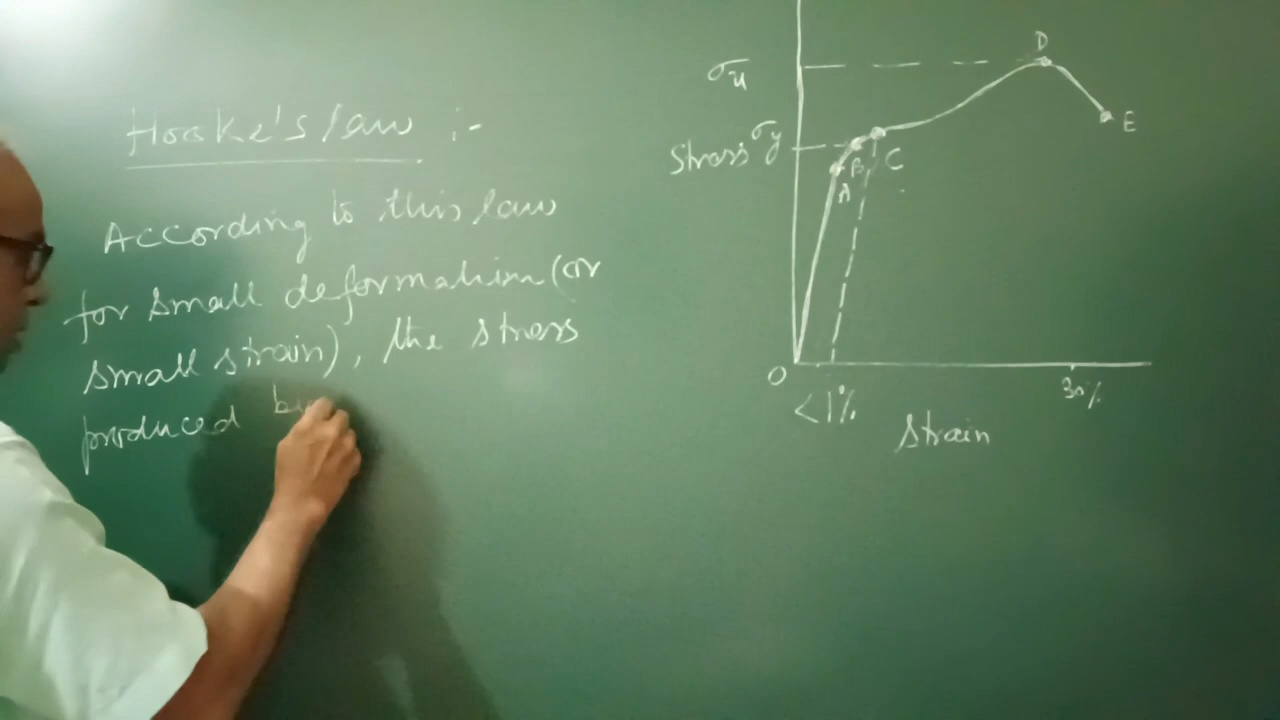 Hooke's law :-
According to this law
for small deformation (or
small strain), the stress
produced by
σu
σy
Stress
D
E
C
B
A
O
<1%
30%
Strain